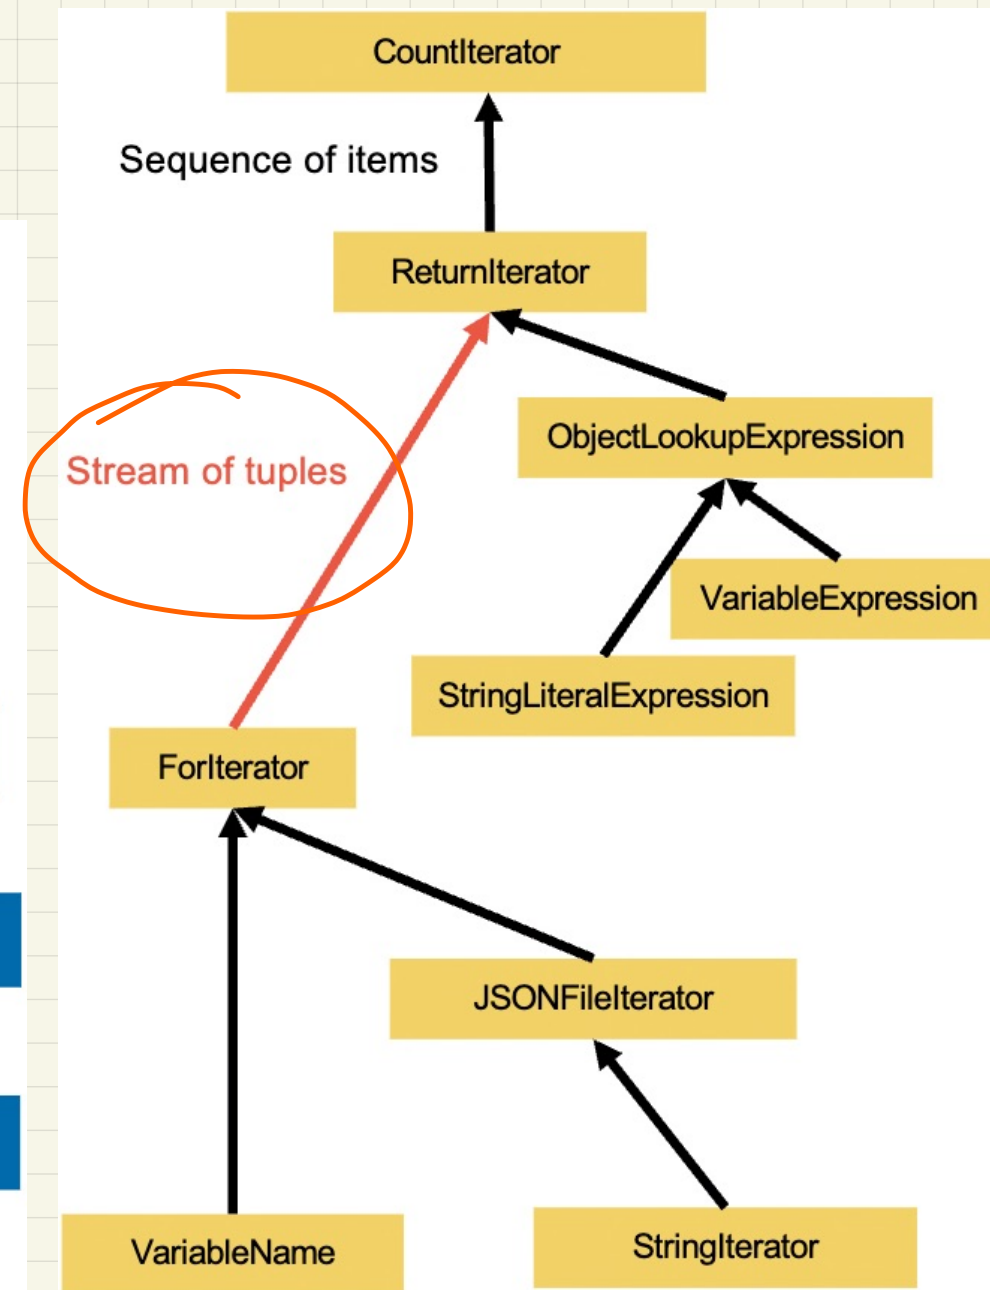 CountIterator
Sequence of items
ReturnIterator
ObjectLookupExpression
Stream of tuples
VariableExpression
StringLiteralExpression
ForIterator
JSONFileIterator
VariableName
StringIterator